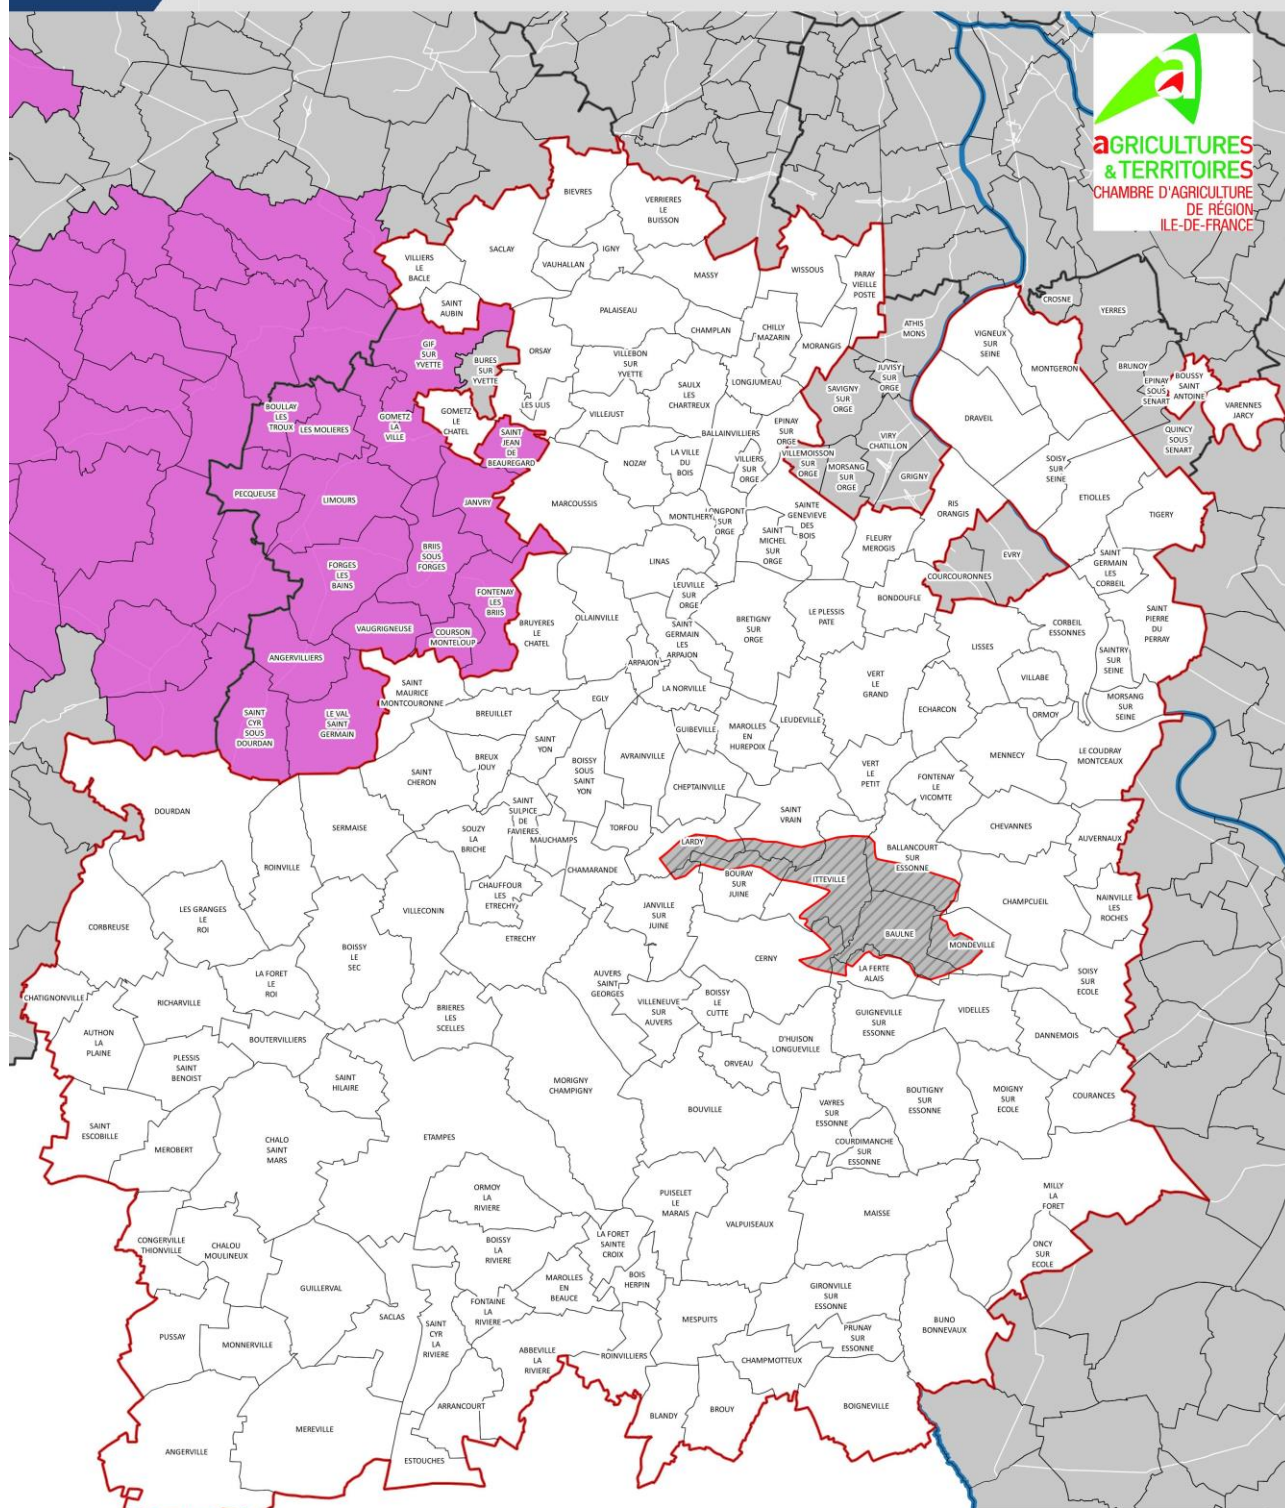 aGRICULTURES
& TERRITOIRES
CHAMBRE D'AGRICULTURE
DE RÉGION
ILE-DE-FRANCE
BIEVRES
VERRIERES
LE
BUISSON
SACLAY
IGNY
VAUHALLAN
VILLIERS
LE
BACLE
MASSY
WISSOUS
PARAY
VIEILLE
POSTE
SAINT
AUBIN
PALAISEAU
CHAMPLAN
CHILLY
MAZARIN
MORANGIS
ATHIS
MONS
CROSNE
YERRES
VIGNEUX
SUR
SEINE
MONTGERON
BRUNOY
EPINAY
SOUS
SENART
BOUSSY
SAINT
ANTOINE
VARENNES
JARCY
QUINCY
SOUS
SENART
GIF
SUR
YVETTE
BURES
SUR
YVETTE
ORSAY
VILLEBON
SUR
YVETTE
SAULX
LES
CHARTREUX
LONGJUMEAU
SAVIGNY
SUR
ORGE
JUVISY
SUR
ORGE
DRAVEIL
BOULLAY
LES
TROUX
LES MOLIERES
GOMETZ
LA
VILLE
GOMETZ
LE
CHATEL
LES ULIS
VILLEJUST
SAINT
JEAN
DE
BEAUREGARD
BALLAINVILLIERS
EPINAY
SUR
ORGE
VIRY
CHATILLON
NOZAY
LA VILLE
DU
BOIS
VILLIERS
SUR
ORGE
VILLEMOISSON
SUR
ORGE
MORSANG
SUR
ORGE
GRIGNY
SOISY
SUR
SEINE
ETIOLLES
TIGERY
PECQUEUSE
LIMOURS
JANVRY
MARCOUSSIS
MONTLHERY
LONGPONT
SUR
ORGE
SAINTE
GENEVIEVE
DES
BOIS
RIS
ORANGIS
SAINT
MICHEL
SUR
ORGE
FLEURY
MEROGIS
EVRY
COURCOURONNES
SAINT
GERMAIN
LES
CORBEIL
BRIIS
SOUS
FORGES
FORGES
LES
BAINS
LINAS
FONTENAY
LES
BRIIS
LEUVILLE
SUR
ORGE
BONDOUFLE
BRUYERES
LE
CHATEL
OLLAINVILLE
BRETIGNY
SUR
ORGE
LE PLESSIS
PATE
SAINT
GERMAIN
LES
ARPAJON
LISSES
CORBEIL
ESSONNES
SAINT
PIERRE
DU
PERRAY
VAUGRIGNEUSE
COURSON
MONTELOUP
ANGERVILLIERS
ARPAJON
SAINTRY
SUR
SEINE
VILLABE
SAINT
MAURICE
MONTCOURONNE
EGLY
LA NORVILLE
VERT
LE
GRAND
ECHARCON
ORMOY
MORSANG
SUR
SEINE
SAINT
CYR
SOUS
DOURDAN
LE VAL
SAINT
GERMAIN
BREUILLET
GUIBEVILLE
MAROLLES
EN
HUREPOIX
LEUDEVILLE
SAINT
YON
AVRAINVILLE
BREUX
JOUY
BOISSY
SOUS
SAINT
YON
MENNECY
LE COUDRAY
MONTCEAUX
SAINT
CHERON
CHEPTAINVILLE
VERT
LE
PETIT
FONTENAY
LE
VICOMTE
DOURDAN
SERMAISE
SOUZY
LA
BRICHE
SAINT
SULPICE
DE
FAVIERES
MAUCHAMPS
TORFOU
SAINT
VRAIN
CHEVANNES
AUVERNAUX
LARDY
BALLANCOURT
SUR
ESSONNE
ROINVILLE
CHAMARANDE
BOURAY
SUR
JUINE
ITTEVILLE
CHAUFFOUR
LES
ETRECHY
CHAMPCUEIL
NAINVILLE
LES
ROCHES
CORBREUSE
LES GRANGES
LE
ROI
VILLECONIN
JANVILLE
SUR
JUINE
BAULNE
MONDEVILLE
ETRECHY
BOISSY
LE
SEC
CERNY
LA FERTE
ALAIS
SOISY
SUR
ECOLE
CHATIGNONVILLE
RICHARVILLE
LA FORET
LE
ROI
AUVERS
SAINT
GEORGES
VILLENEUVE
SUR
AUVERS
BOISSY
LE
CUTTE
GUIGNEVILLE
SUR
ESSONNE
VIDELLES
BRIERES
LES
SCELLES
AUTHON
LA
PLAINE
BOUTERVILLIERS
DANNEMOIS
D'HUISON
LONGUEVILLE
PLESSIS
SAINT
BENOIST
ORVEAU
SAINT
HILAIRE
MORIGNY
CHAMPIGNY
BOUVILLE
VAYRES
SUR
ESSONNE
BOUTIGNY
SUR
ESSONNE
MOIGNY
SUR
ECOLE
COURANCES
SAINT
ESCOBILLE
MEROBERT
CHALO
SAINT
MARS
ETAMPES
COURDIMANCHE
SUR
ESSONNE
ORMOY
LA
RIVIERE
PUISELET
LE
MARAIS
VALPUISEAUX
MAISSE
MILLY
LA
FORET
CONGERVILLE
THIONVILLE
CHALOU
MOULINEUX
BOISSY
LA
RIVIERE
LA FORET
SAINTE
CROIX
ONCY
SUR
ECOLE
GUILLERVAL
MAROLLES
EN
BEAUCE
BOIS
HERPIN
GIRONVILLE
SUR
ESSONNE
FONTAINE
LA
RIVIERE
SACLAS
SAINT
CYR
LA
RIVIERE
MESPUITS
PRUNAY
SUR
ESSONNE
BUNO
BONNEVAUX
PUSSAY
MONNERVILLE
ABBEVILLE
LA
RIVIERE
ROINVILLIERS
CHAMPMOTTEUX
ARRANCOURT
BLANDY
BROUY
BOIGNEVILLE
MEREVILLE
ANGERVILLE
ESTOUCHES